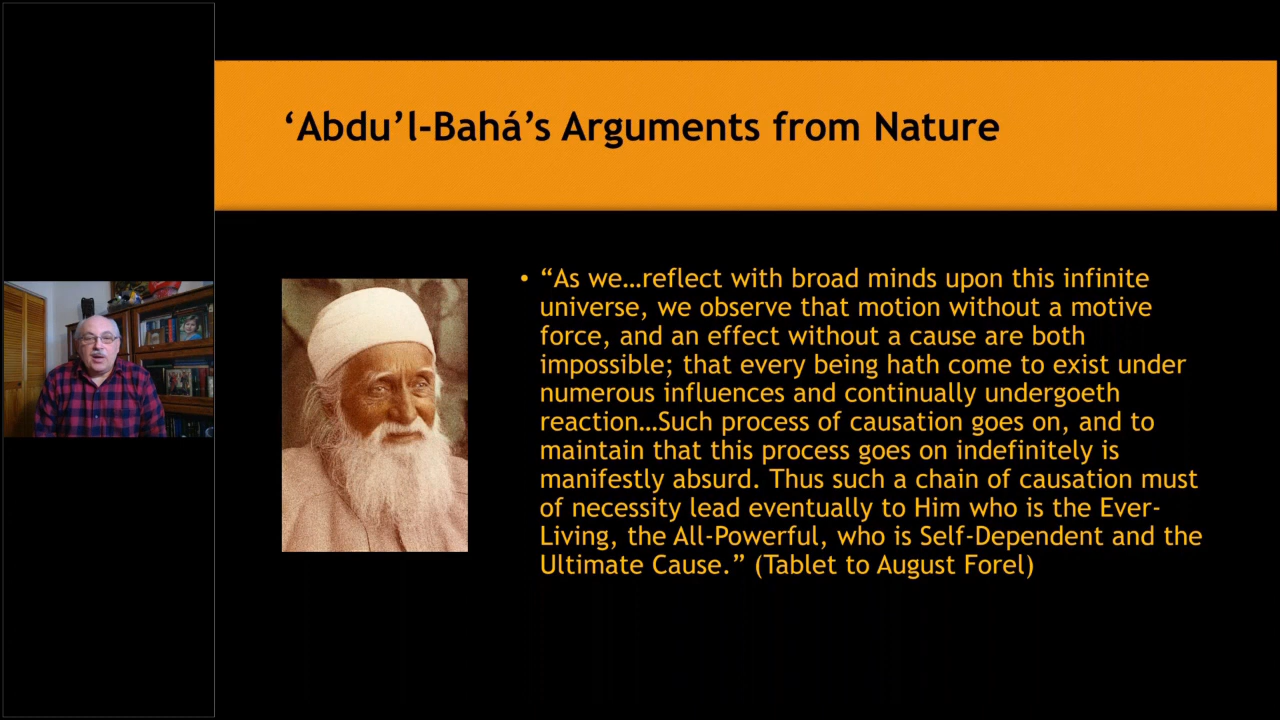 ‘Abdu’l-Bahá’s Arguments from Nature
• “As we…reflect with broad minds upon this infinite
universe, we observe that motion without a motive
force, and an effect without a cause are both
impossible; that every being hath come to exist under
numerous influences and continually undergoeth
reaction…Such process of causation goes on, and to
maintain that this process goes on indefinitely is
manifestly absurd. Thus such a chain of causation must
of necessity lead eventually to Him who is the Ever-
Living, the All-Powerful, who is Self-Dependent and the
Ultimate Cause.” (Tablet to August Forel)